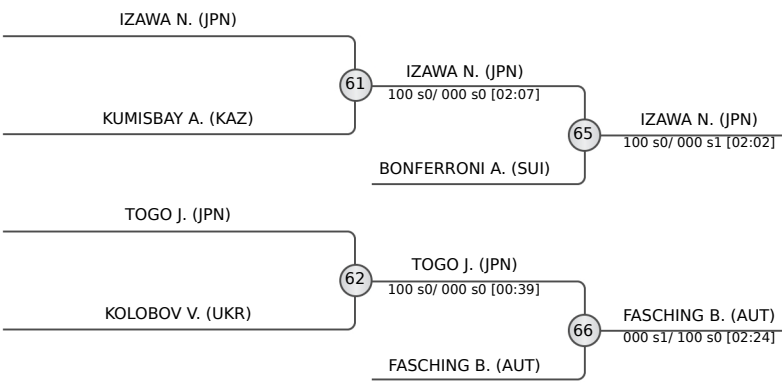 IZAWA N. (JPN)
61
KUMISBAY A. (KAZ)
IZAWA N. (JPN)
100 s0/ 000 s0 [02:07]
65
BONFERRONI A. (SUI)
IZAWA N. (JPN)
100 s0/ 000 s1 [02:02]
TOGO J. (JPN)
62
KOLOBOV V. (UKR)
TOGO J. (JPN)
100 s0/ 000 s0 [00:39]
66
FASCHING B. (AUT)
FASCHING B. (AUT)
000 s1/ 100 s0 [02:24]